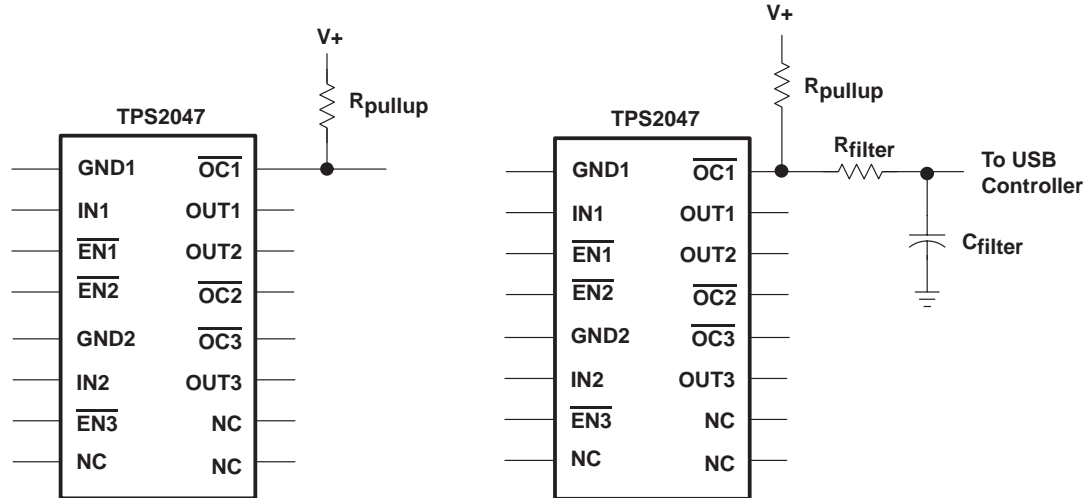 V+
Rpullup
TPS2047
GND1 OC1
IN1 OUT1
EN1 OUT2
EN2 OC2
GND2 OC3
IN2 OUT3
EN3 NC
NC NC
V+
Rpullup
TPS2047
Rfilter
To USB
Controller
Cfilter
GND1 OC1
IN1 OUT1
EN1 OUT2
EN2 OC2
GND2 OC3
IN2 OUT3
EN3 NC
NC NC